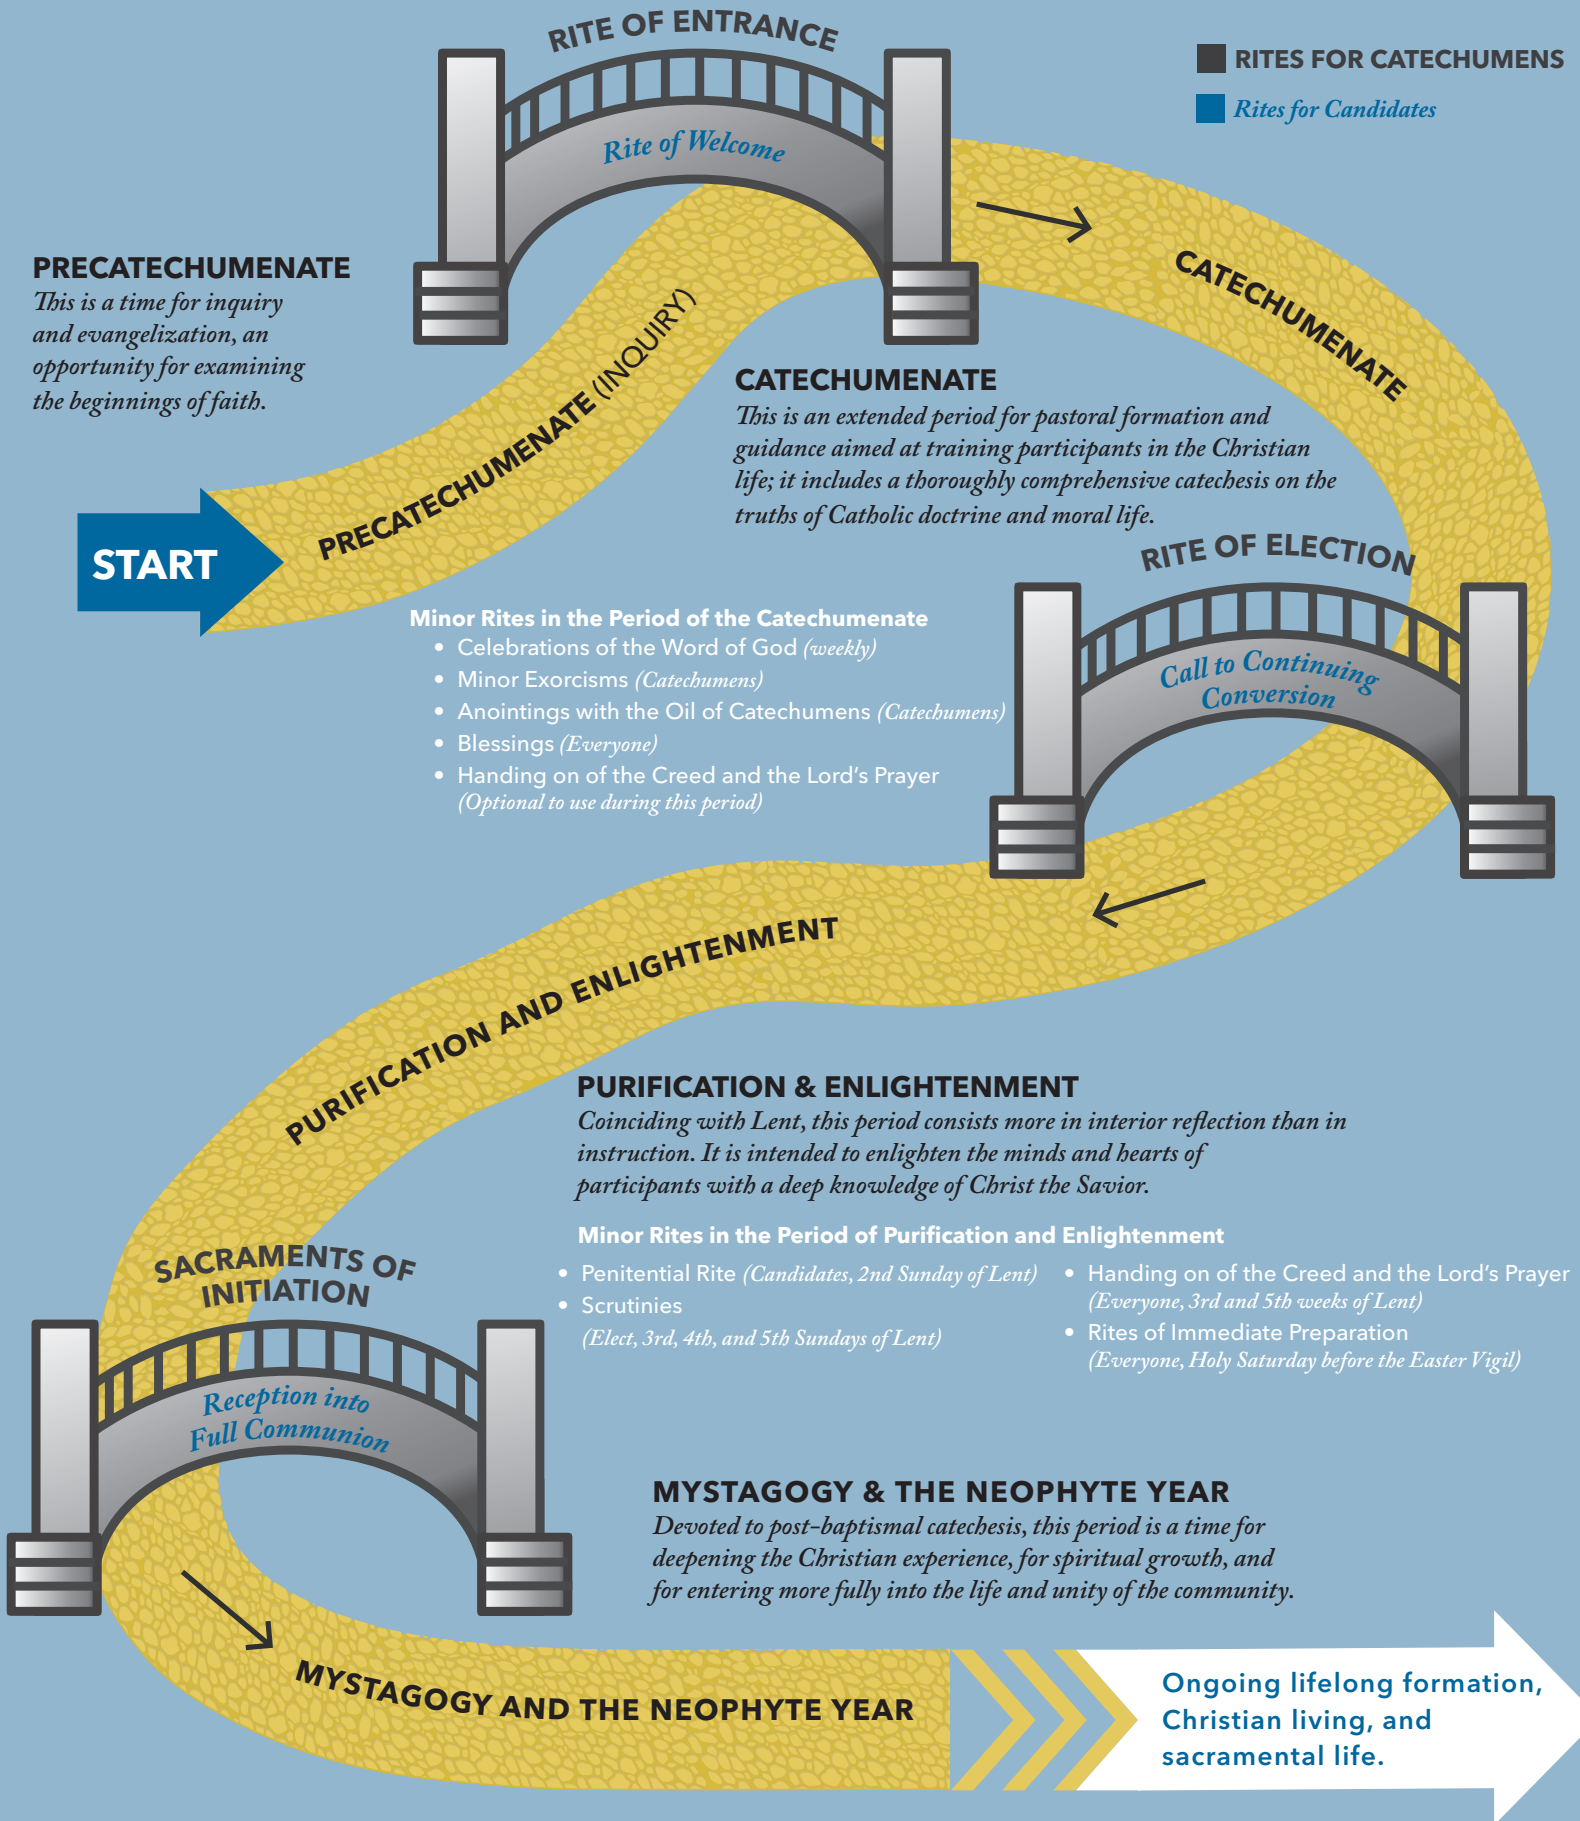 RITE OF ENTRANCE
RITES FOR CATECHUMENS
Rites for Candidates
Rite of Welcome
PRECATECHUMENATE
This is a time for inquiry
and evangelization, an
opportunity for examining
the beginnings of faith.
CATECHUMENATE
PRECATECHUMENATE (INQUIRY)
START
CATECHUMENATE
This is an extended period for pastoral formation and
guidance aimed at training participants in the Christian
life; it includes a thoroughly comprehensive catechesis on the
truths of Catholic doctrine and moral life.
RITE OF ELECTION
Call to Continuing
Conversion
Minor Rites in the Period of the Catechumenate
• Celebrations of the Word of God (weekly)
• Minor Exorcisms (Catechumens)
• Anointings with the Oil of Catechumens (Catechumens)
• Blessings (Everyone)
• Handing on of the Creed and the Lord's Prayer
(Optional to use during this period)
PURIFICATION AND ENLIGHTENMENT
PURIFICATION & ENLIGHTENMENT
Coinciding with Lent, this period consists more in interior reflection than in
instruction. It is intended to enlighten the minds and hearts of
participants with a deep knowledge of Christ the Savior.
Minor Rites in the Period of Purification and Enlightenment
• Penitential Rite (Candidates, 2nd Sunday of Lent)
• Scrutinies
(Elect, 3rd, 4th, and 5th Sundays of Lent)
• Handing on of the Creed and the Lord's Prayer
(Everyone, 3rd and 5th weeks of Lent)
• Rites of Immediate Preparation
(Everyone, Holy Saturday before the Easter Vigil)
SACRAMENTS OF
INITIATION
Reception into
Full Communion
MYSTAGOGY & THE NEOPHYTE YEAR
Devoted to post-baptismal catechesis, this period is a time for
deepening the Christian experience, for spiritual growth, and
for entering more fully into the life and unity of the community.
MYSTAGOGY AND THE NEOPHYTE YEAR
Ongoing lifelong formation,
Christian living, and
sacramental life.